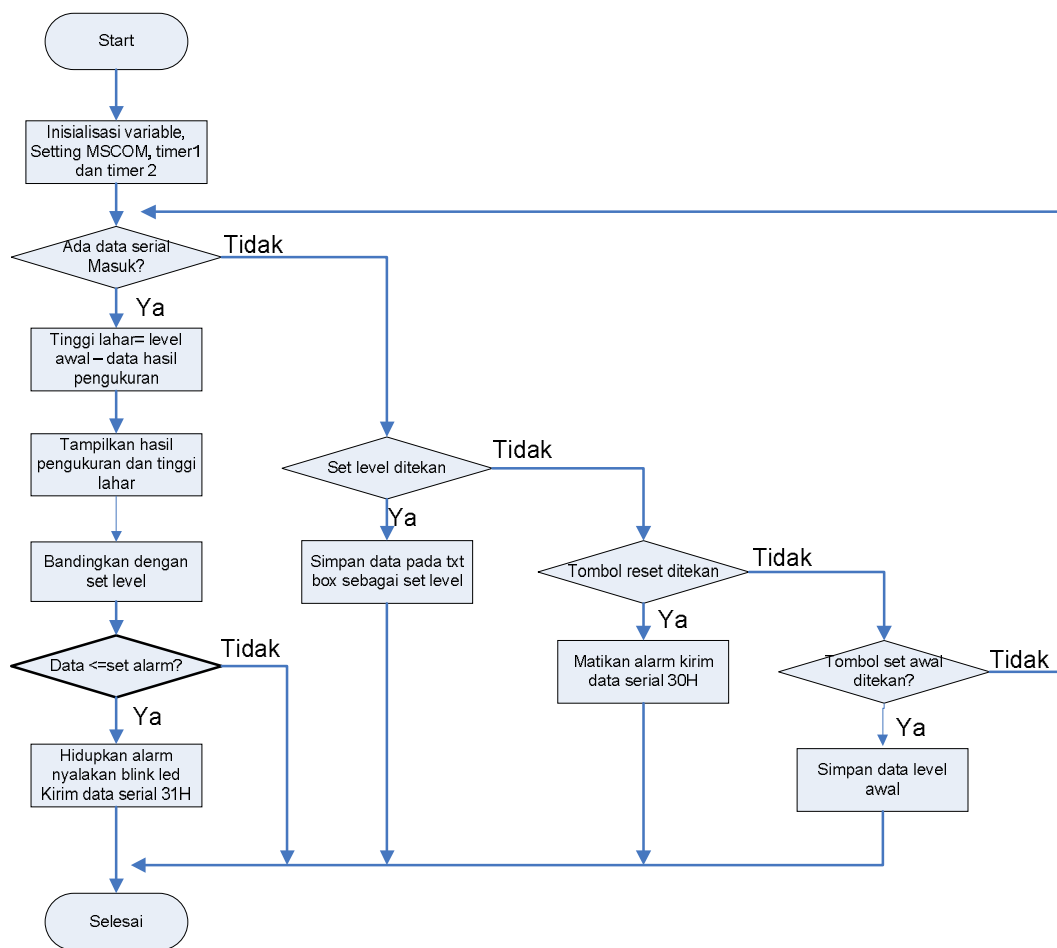 Start
Inisialisasi variable,
Setting MSCOM, timer1
dan timer 2
Ada data serial
Masuk?
Tidak
Ya
Tinggi lahar= level
awal – data hasil
pengukuran
Tampilkan hasil
pengukuran dan tinggi
lahar
Set level ditekan
Tidak
Ya
Bandingkan dengan
set level
Simpan data pada txt
box sebagai set level
Tombol reset ditekan
Tidak
Ya
Data <=set alarm?
Tidak
Ya
Matikan alarm kirim
data serial 30H
Tombol set awal
ditekan?
Tidak
Ya
Hidupkan alarm
nyalakan blink led
Kirim data serial 31H
Simpan data level
awal
Selesai